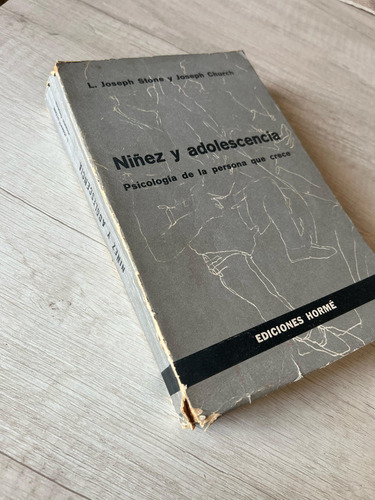 L. Joseph Stone y Joseph Church
Niñez y adolescencia
Psicología de la persona que crece
EDICIONES HORMÉ
NIÑEZ Y ADOLESCENCIA